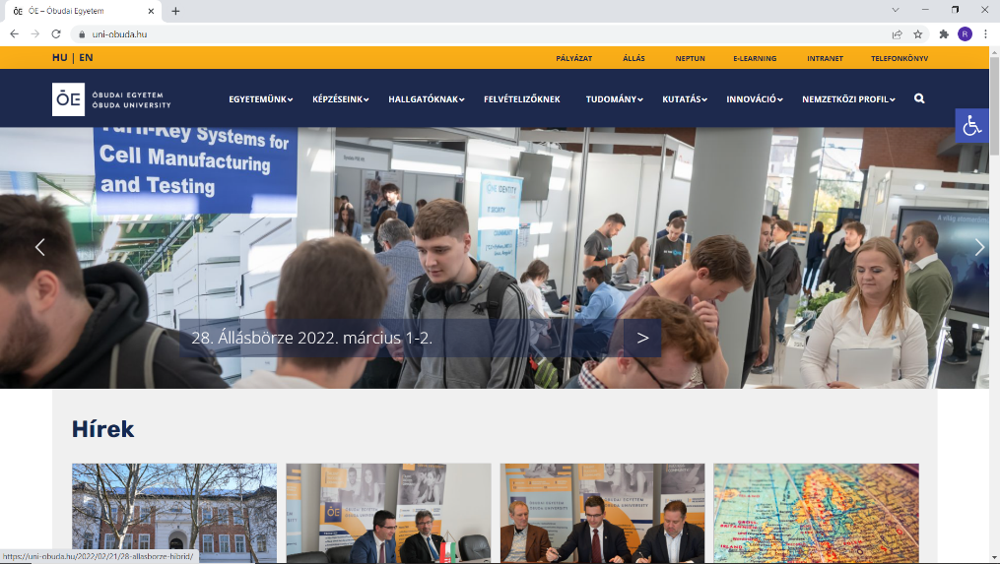 ŌE – Óbudai Egyetem
uni-obuda.hu
R
HU | EN
PÁLYÁZAT
ÁLLÁS
NEPTUN
E-LEARNING
INTRANET
TELEFONKÖNYV
ÓE
ÓBUDAI EGYETEM
ÓBUDA UNIVERSITY
EGYETEMÜNK
KÉPZÉSEINK
HALLGATÓKNAK
FELVÉTELIZŐKNEK
TUDOMÁNY
KUTATÁS
INNOVÁCIÓ
NEMZETKÖZI PROFIL
Turn-Key Systems for
Cell Manufacturing
and Testing
IDENTITY
28. Állásbörze 2022. március 1-2.
>
Hírek
ÓE
https://uni-obuda.hu/2022/02/21/28-allasborze-hibrid/